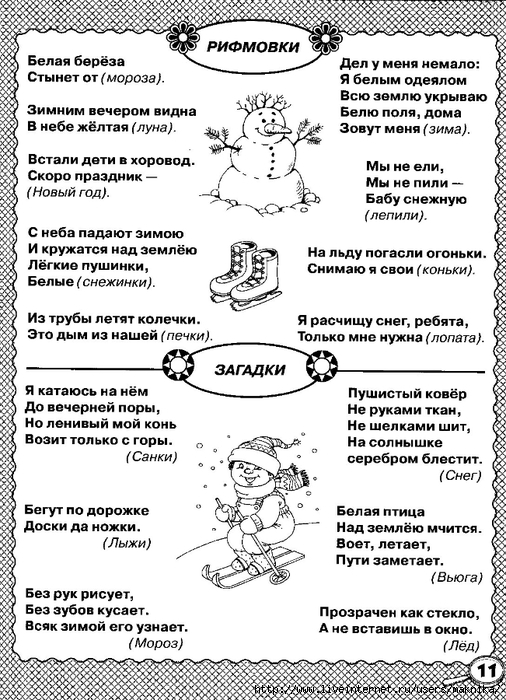 РИФМОВКИ
Белая берёза
Стынет от (мороза).
Зимним вечером видна
В небе жёлтая (луна).
Встали дети в хоровод.
Скоро праздник —
(Новый год).
С неба падают зимою
И кружатся над землёю
Лёгкие пушинки,
Белые (снежинки).
Из трубы летят колечки.
Это дым из нашей (печки).
Дел у меня немало:
Я белым одеялом
Всю землю укрываю
Белю поля, дома
Зовут меня (зима).
Мы не ели,
Мы не пили —
Бабу снежную
(лепили).
На льду погасли огоньки.
Снимаю я свои (коньки).
Я расчищу снег, ребята,
Только мне нужна (лопата).
ЗАГАДКИ
Я катаюсь на нём
До вечерней поры,
Но ленивый мой конь
Возит только с горы.
(Санки)
Бегут по дорожке
Доски да ножки.
(Лыжи)
Без рук рисует,
Без зубов кусает.
Всяк зимой его узнает.
(Мороз)
Пушистый ковёр
Не руками ткан,
Не шелками шит,
На солнышке
серебром блестит.
(Снег)
Белая птица
Над землёю мчится.
Воет, летает,
Пути заметает.
(Вьюга)
Прозрачен как стекло,
А не вставишь в окно.
(Лёд)
11
http://www.liveinternet.ru/users/maknika/